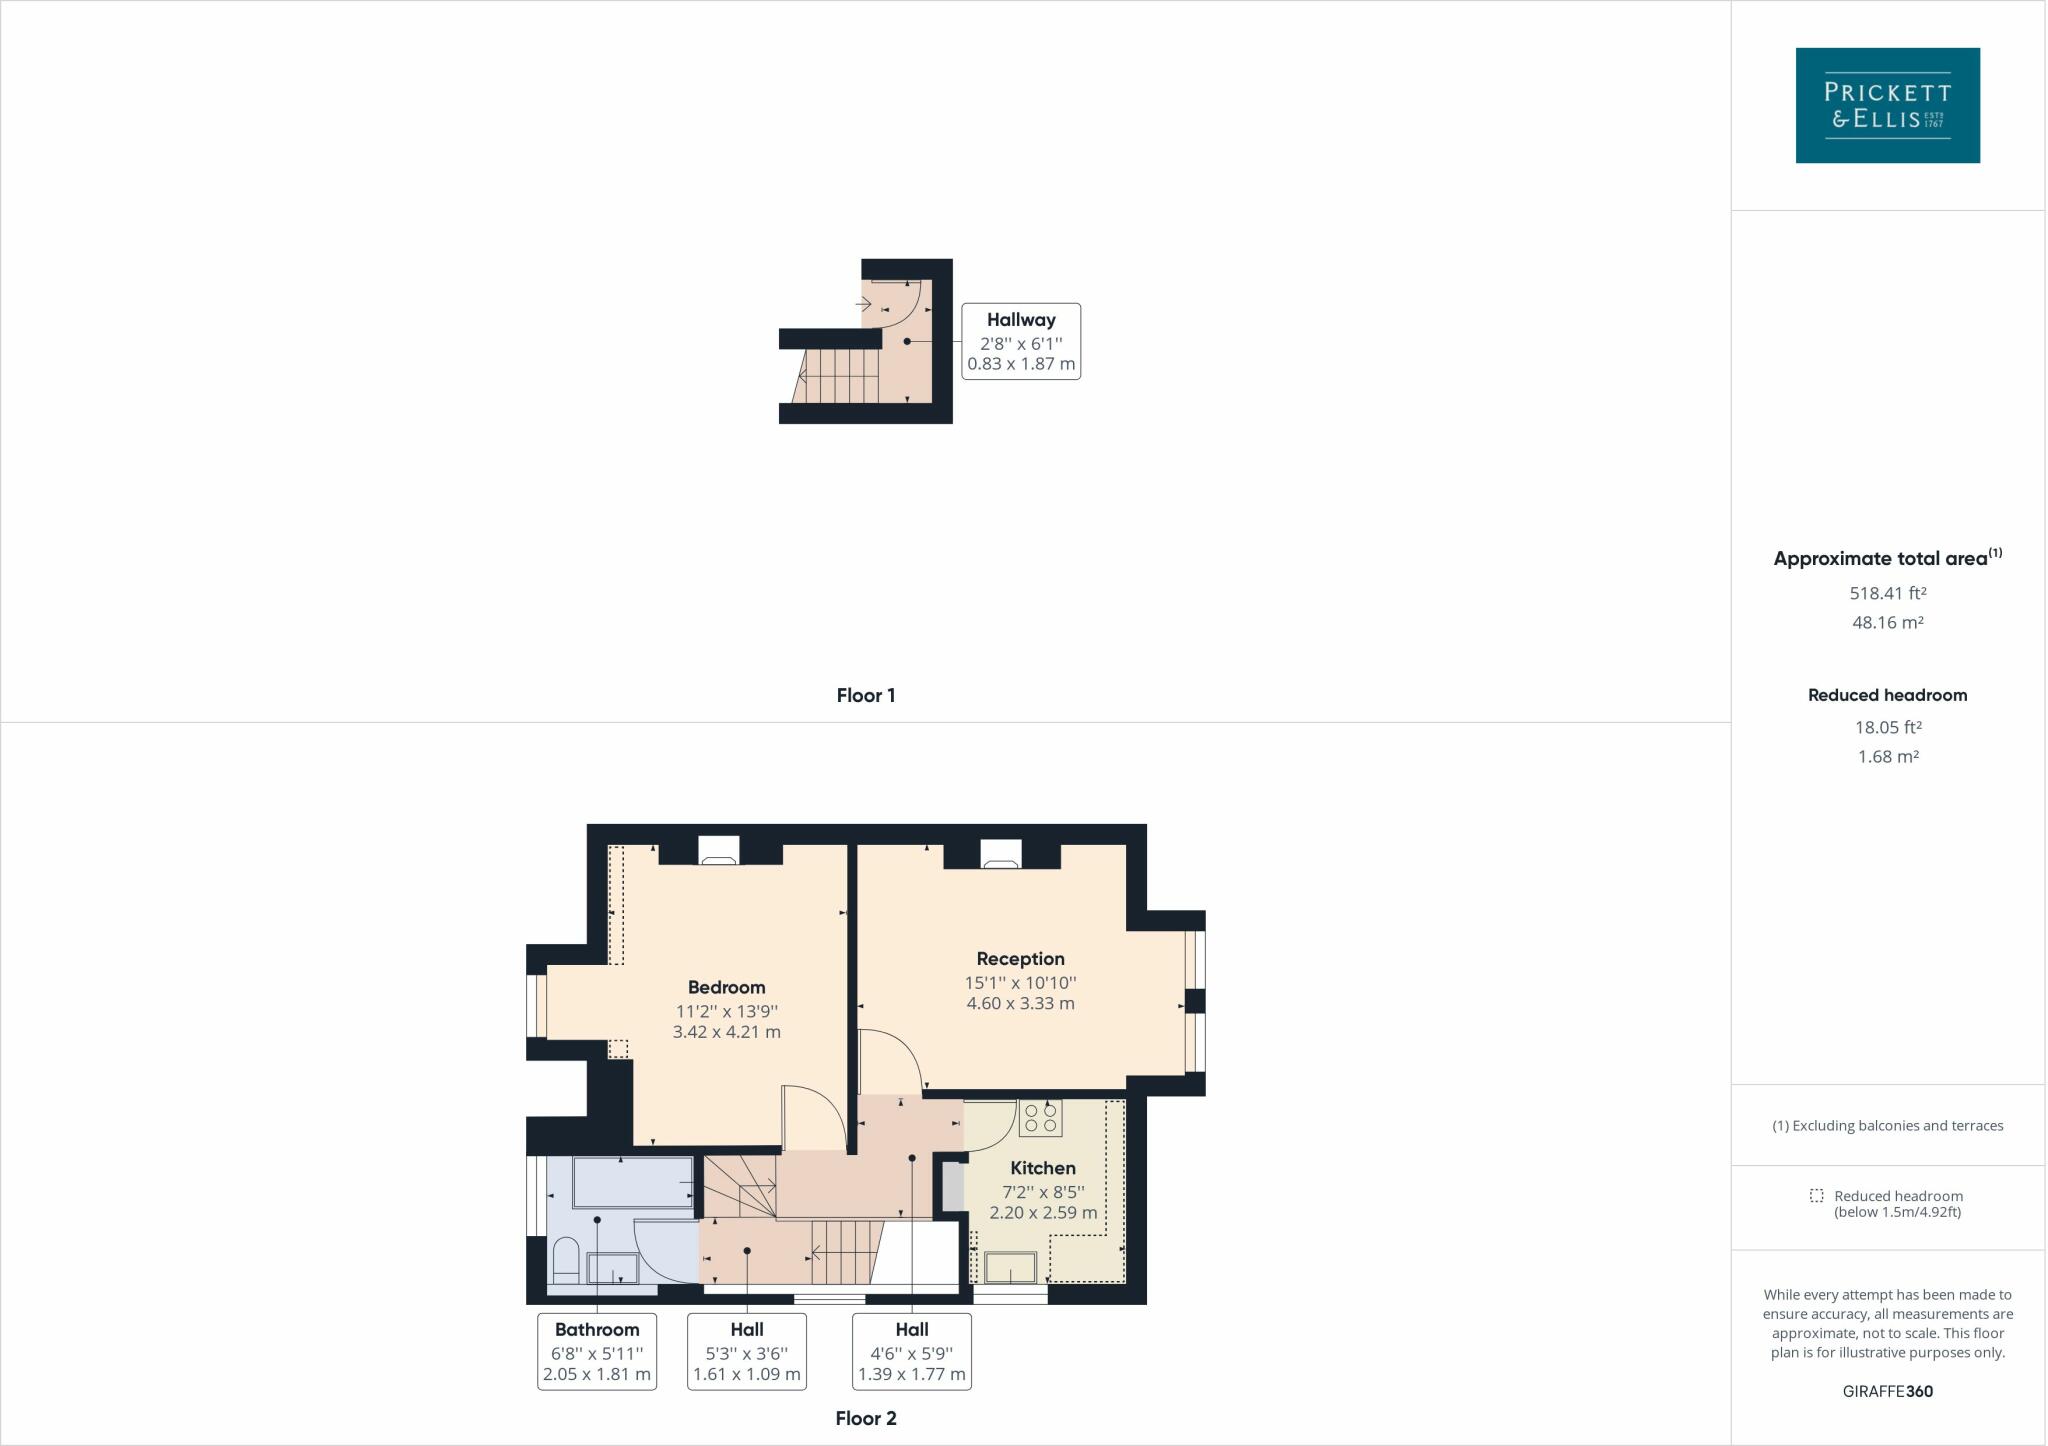 PRICKETT
& ELLIS ESTD 1767
Hallway
2'8'' x 6'1''
0.83 x 1.87 m
Floor 1
Approximate total area(1)
518.41 ft²
48.16 m²
Reduced headroom
18.05 ft²
1.68 m²
Bedroom
11'2'' x 13'9''
3.42 x 4.21 m
Reception
15'1'' x 10'10''
4.60 x 3.33 m
Kitchen
7'2'' x 8'5''
2.20 x 2.59 m
Bathroom
6'8'' x 5'11''
2.05 x 1.81 m
Hall
5'3'' x 3'6''
1.61 x 1.09 m
Hall
4'6'' x 5'9''
1.39 x 1.77 m
Floor 2
(1) Excluding balconies and terraces
Reduced headroom
(below 1.5m/4.92ft)
While every attempt has been made to
ensure accuracy, all measurements are
approximate, not to scale. This floor
plan is for illustrative purposes only.
GIRAFFE360